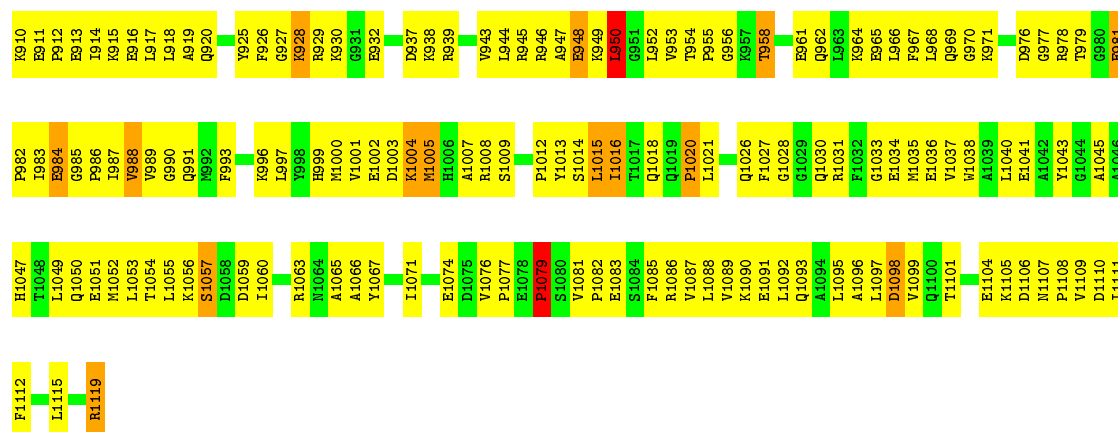 K910 E911 P912 E913 I914 K915 E916 L917 L918 A919 Q920 Y925 F926 G927 K928 R929 K930 G931 E932 D937 K938 R939 V943 L944 R945 R946 A947 E948 K949 L950 G951 L952 V953 T954 P955 G956 K957 T958 E961 Q962 L963 K964 E965 L966 F967 L968 Q969 G970 K971 D976 G977 R978 T979 G980
P982 I983 E984 G985 P986 I987 V988 V989 G990 Q991 M992 F993 K996 L997 Y998 H999 M1000 V1001 E1002 D1003 K1004 M1005 H1006 A1007 R1008 S1009 P1012 Y1013 S1014 L1015 I1016 T1017 Q1018 Q1019 P1020 L1021 Q1026 F1027 G1028 G1029 Q1030 R1031 F1032 G1033 E1034 M1035 E1036 V1037 W1038 A1039 L1040 E1041 A1042 Y1043 G1044 A1045
H1047 T1048 L1049 Q1050 E1051 M1052 L1053 T1054 L1055 K1056 S1057 D1058 D1059 I1060 R1063 N1064 A1065 A1066 Y1067 I1071 E1074 D1075 V1076 P1077 E1078 P1079 S1080 V1081 P1082 E1083 S1084 F1085 R1086 V1087 L1088 V1089 K1090 E1091 L1092 Q1093 A1094 L1095 A1096 L1097 D1098 V1099 Q1100 T1101 E1104 K1105 D1106 N1107 P1108 V1109 D1110
F1112 L1115 R1119